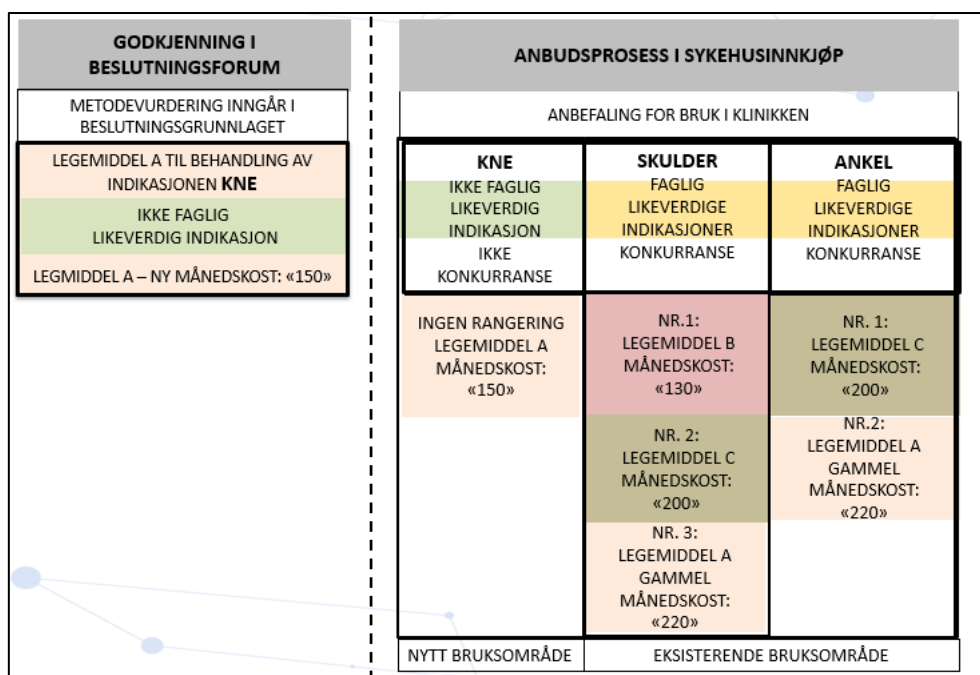 GODKJENNING I
BESLUTNINGSFORUM
METODEVURDERING INNGÅR I
BESLUTNINGSGRUNNLAGET
LEGEMIDDEL A TIL BEHANDLING AV
INDIKASJONEN KNE
IKKE FAGLIG
LIKEVERDIG INDIKASJON
LEGMIDDEL A – NY MÅNEDSKOST: «150»
ANBUDSPROSESS I SYKEHUSINNKJØP
ANBEFALING FOR BRUK I KLINIKKEN
KNE
IKKE FAGLIG
LIKEVERDIG
INDIKASJON
IKKE
KONKURRANSE
INGEN RANGERING
LEGEMIDDEL A
MÅNEDSKOST:
«150»
SKULDER
FAGLIG
LIKEVERDIGE
INDIKASJONER
KONKURRANSE
NR.1:
LEGEMIDDEL B
MÅNEDSKOST:
«130»
NR. 2:
LEGEMIDDEL C
MÅNEDSKOST:
«200»
NR. 3:
LEGEMIDDEL A
GAMMEL
MÅNEDSKOST:
«220»
ANKEL
FAGLIG
LIKEVERDIGE
INDIKASJONER
KONKURRANSE
NR. 1:
LEGEMIDDEL C
MÅNEDSKOST:
«200»
NR.2:
LEGEMIDDEL A
GAMMEL
MÅNEDSKOST:
«220»
NYTT BRUKSOMRÅDE
EKSISTERENDE BRUKSOMRÅDE